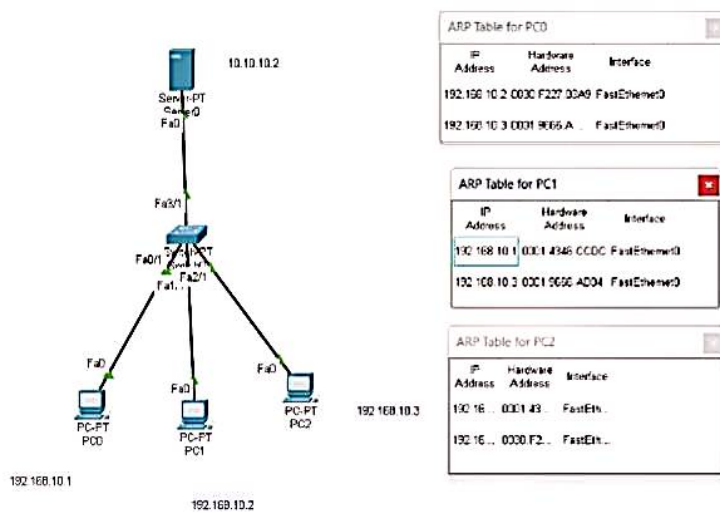 10.10.10.2
Server-PT
Server0
Fa0
Fa3/1
Fa0/1
Fa2/1
Fa1...
Fa0
Fa0
Fa0
PC-PT
PC0
PC-PT
PC1
PC-PT
PC2
192.168.10.3
192.168.10.1
192.168.10.2
ARP Table for PC0
IP Address Hardware Address Interface
192.168.10.2 0030.F227.03A9 FastEthernet0
192.168.10.3 0001.9666.A... FastEthernet0
ARP Table for PC1
IP Address Hardware Address Interface
192.168.10.1 0001.4346.CCDC FastEthernet0
192.168.10.3 0001.9666.AD04 FastEthernet0
ARP Table for PC2
IP Address Hardware Address Interface
192.16... 0001.43... FastEth...
192.16... 0030.F2... FastEth...